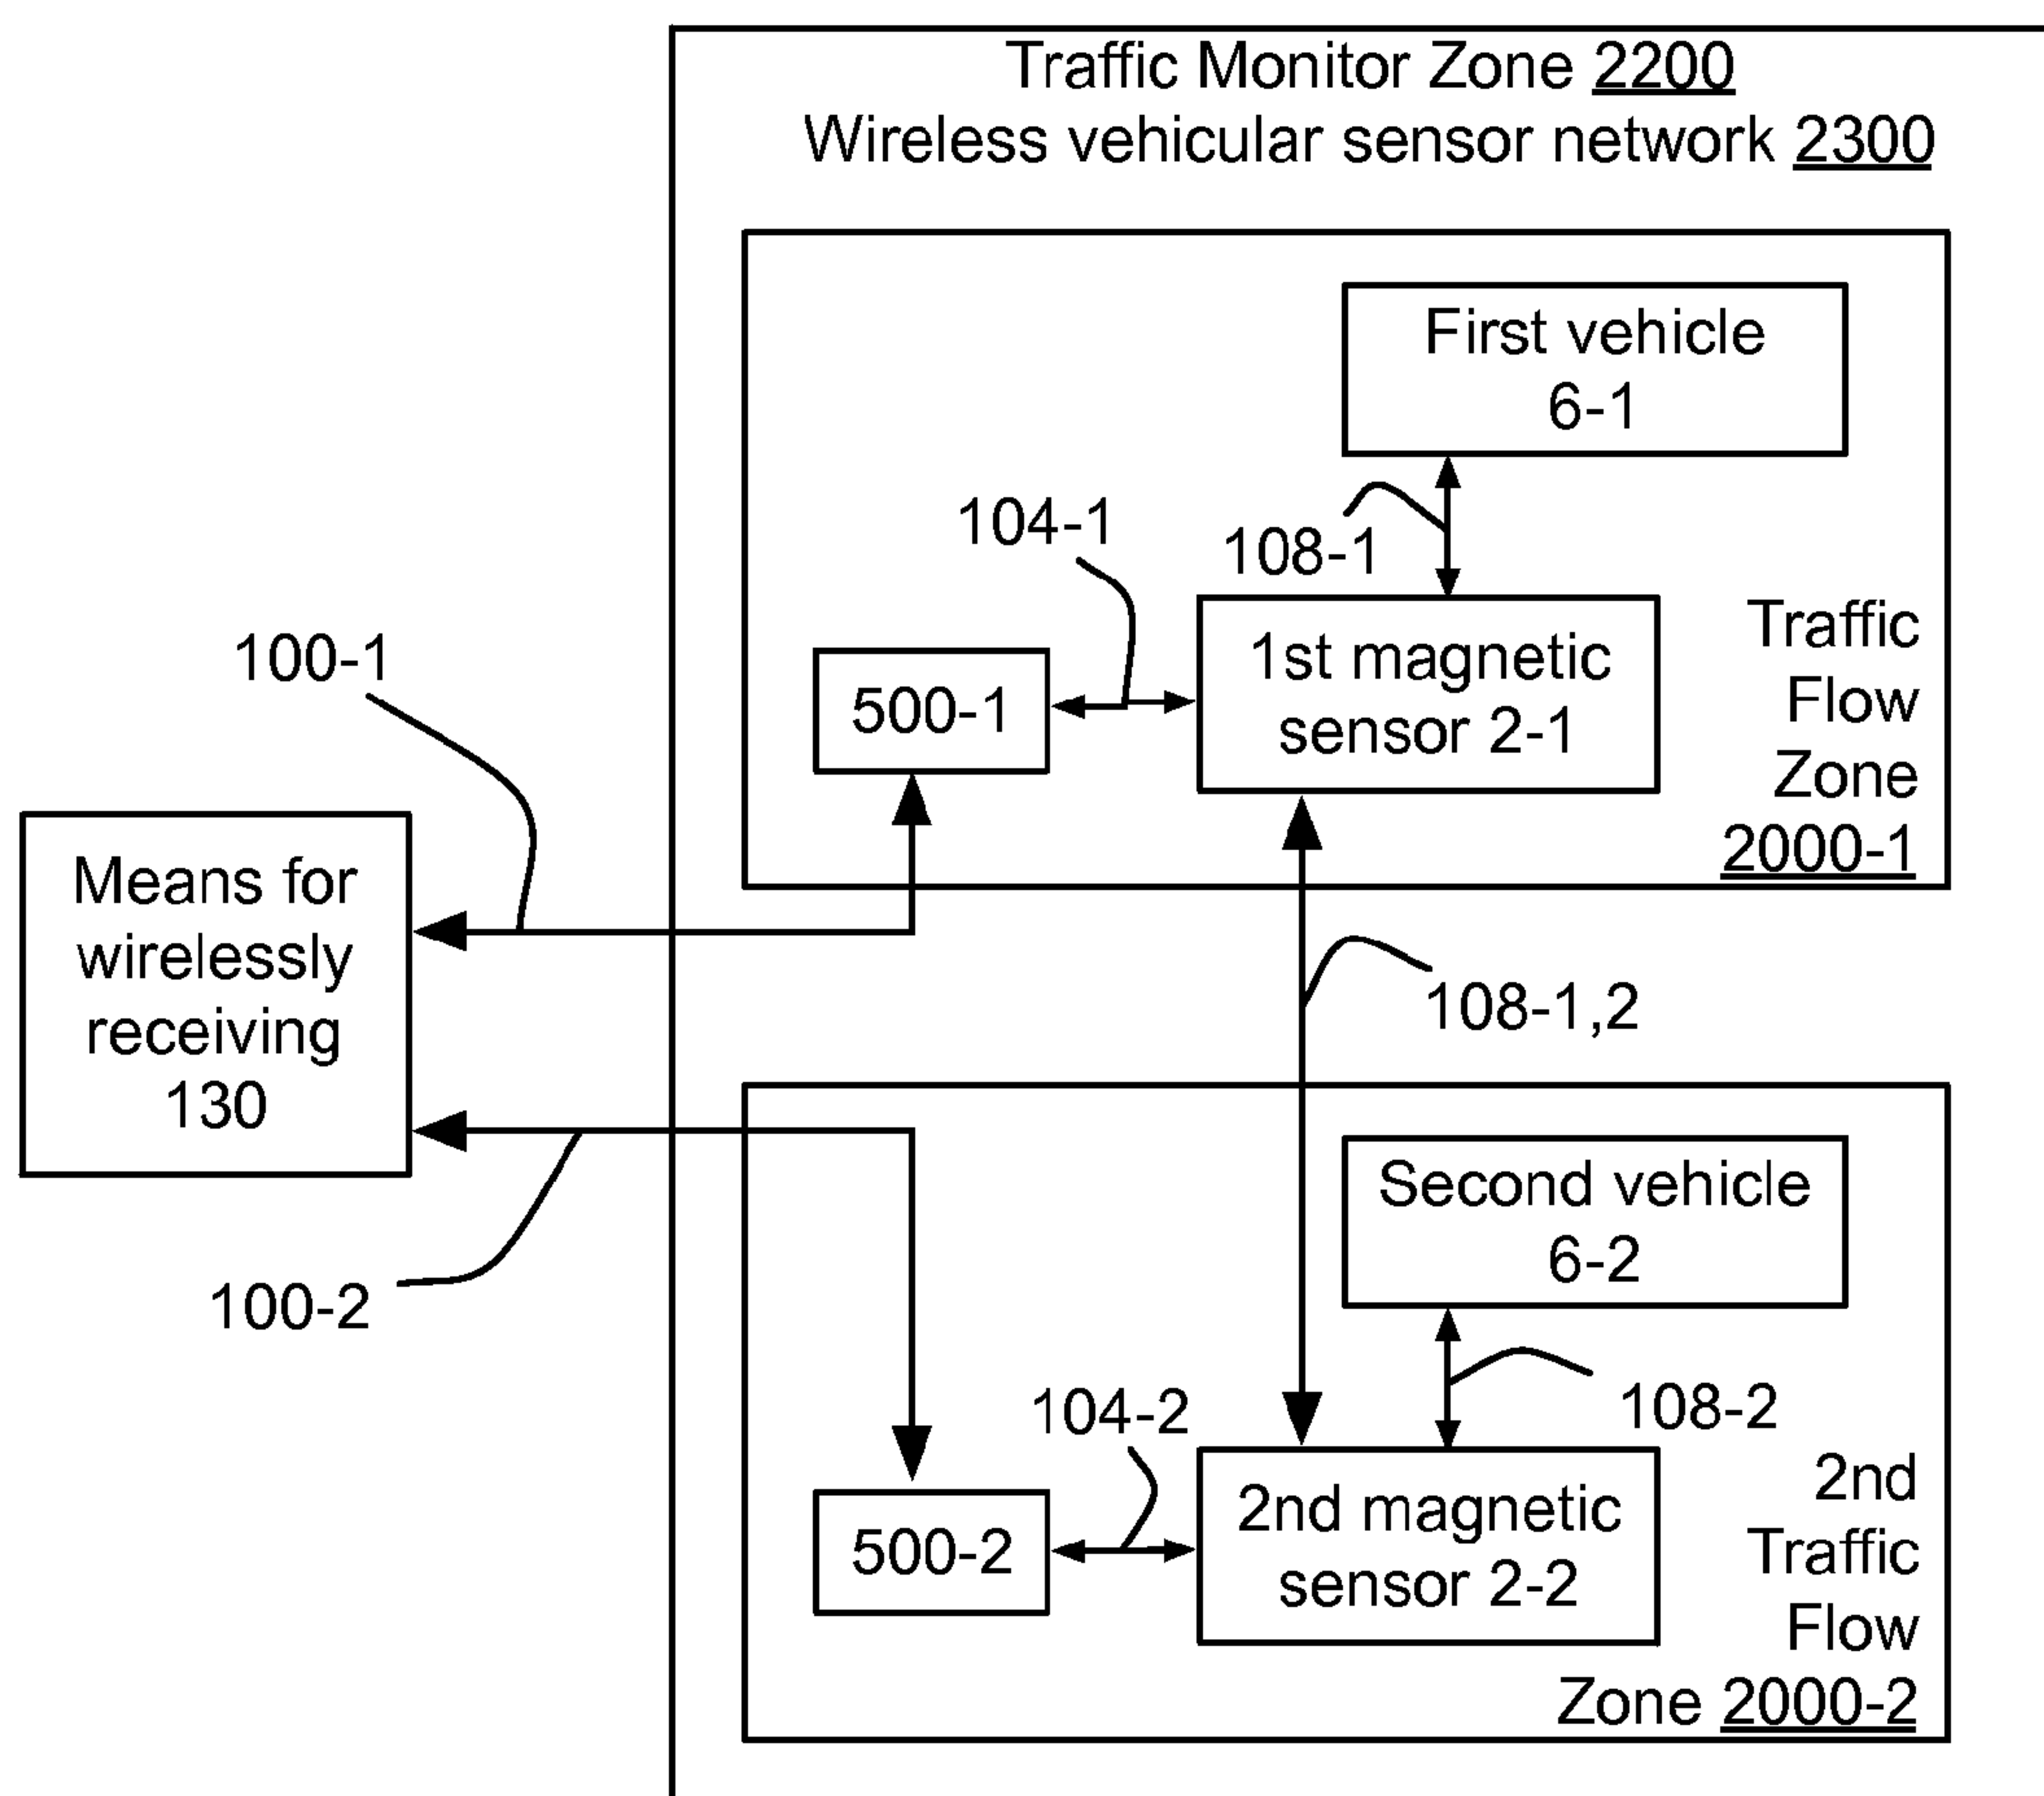 Traffic Monitor Zone 2200
Wireless vehicular sensor network 2300
First vehicle
6-1
104-1
108-1
100-1
500-1
1st magnetic
sensor 2-1
Traffic
Flow
Zone
2000-1
Means for
wirelessly
receiving
130
108-1,2
Second vehicle
6-2
100-2
104-2
108-2
500-2
2nd magnetic
sensor 2-2
2nd
Traffic
Flow
Zone 2000-2